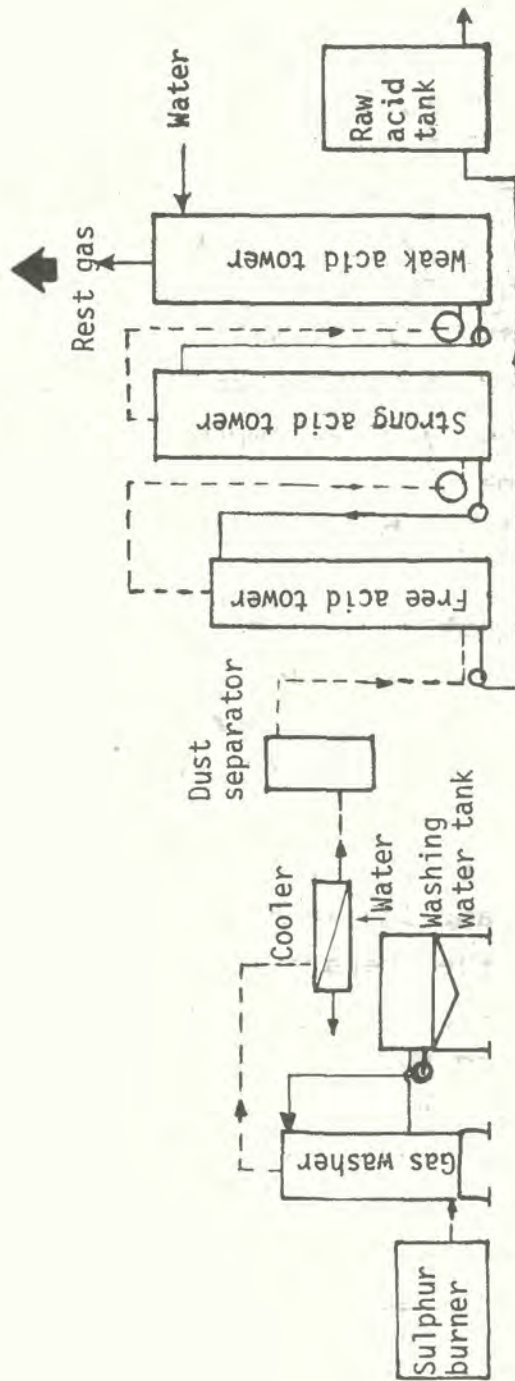 Sulphur
burner
Gas washer
Washing
water tank
Cooler
Water
Dust
separator
Free acid tower
Strong acid tower
Weak acid tower
Rest gas
Water
Raw
acid
tank